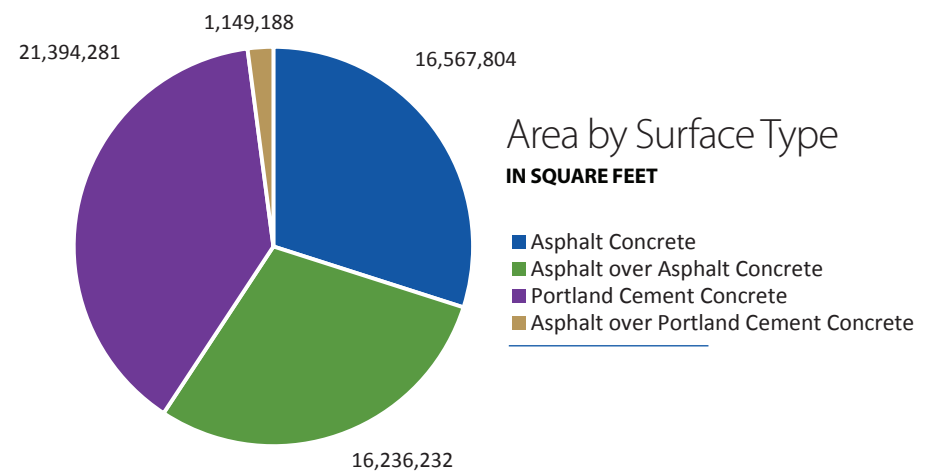 1,149,188
21,394,281
16,567,804
Area by Surface Type
IN SQUARE FEET
Asphalt Concrete
Asphalt over Asphalt Concrete
Portland Cement Concrete
Asphalt over Portland Cement Concrete
16,236,232